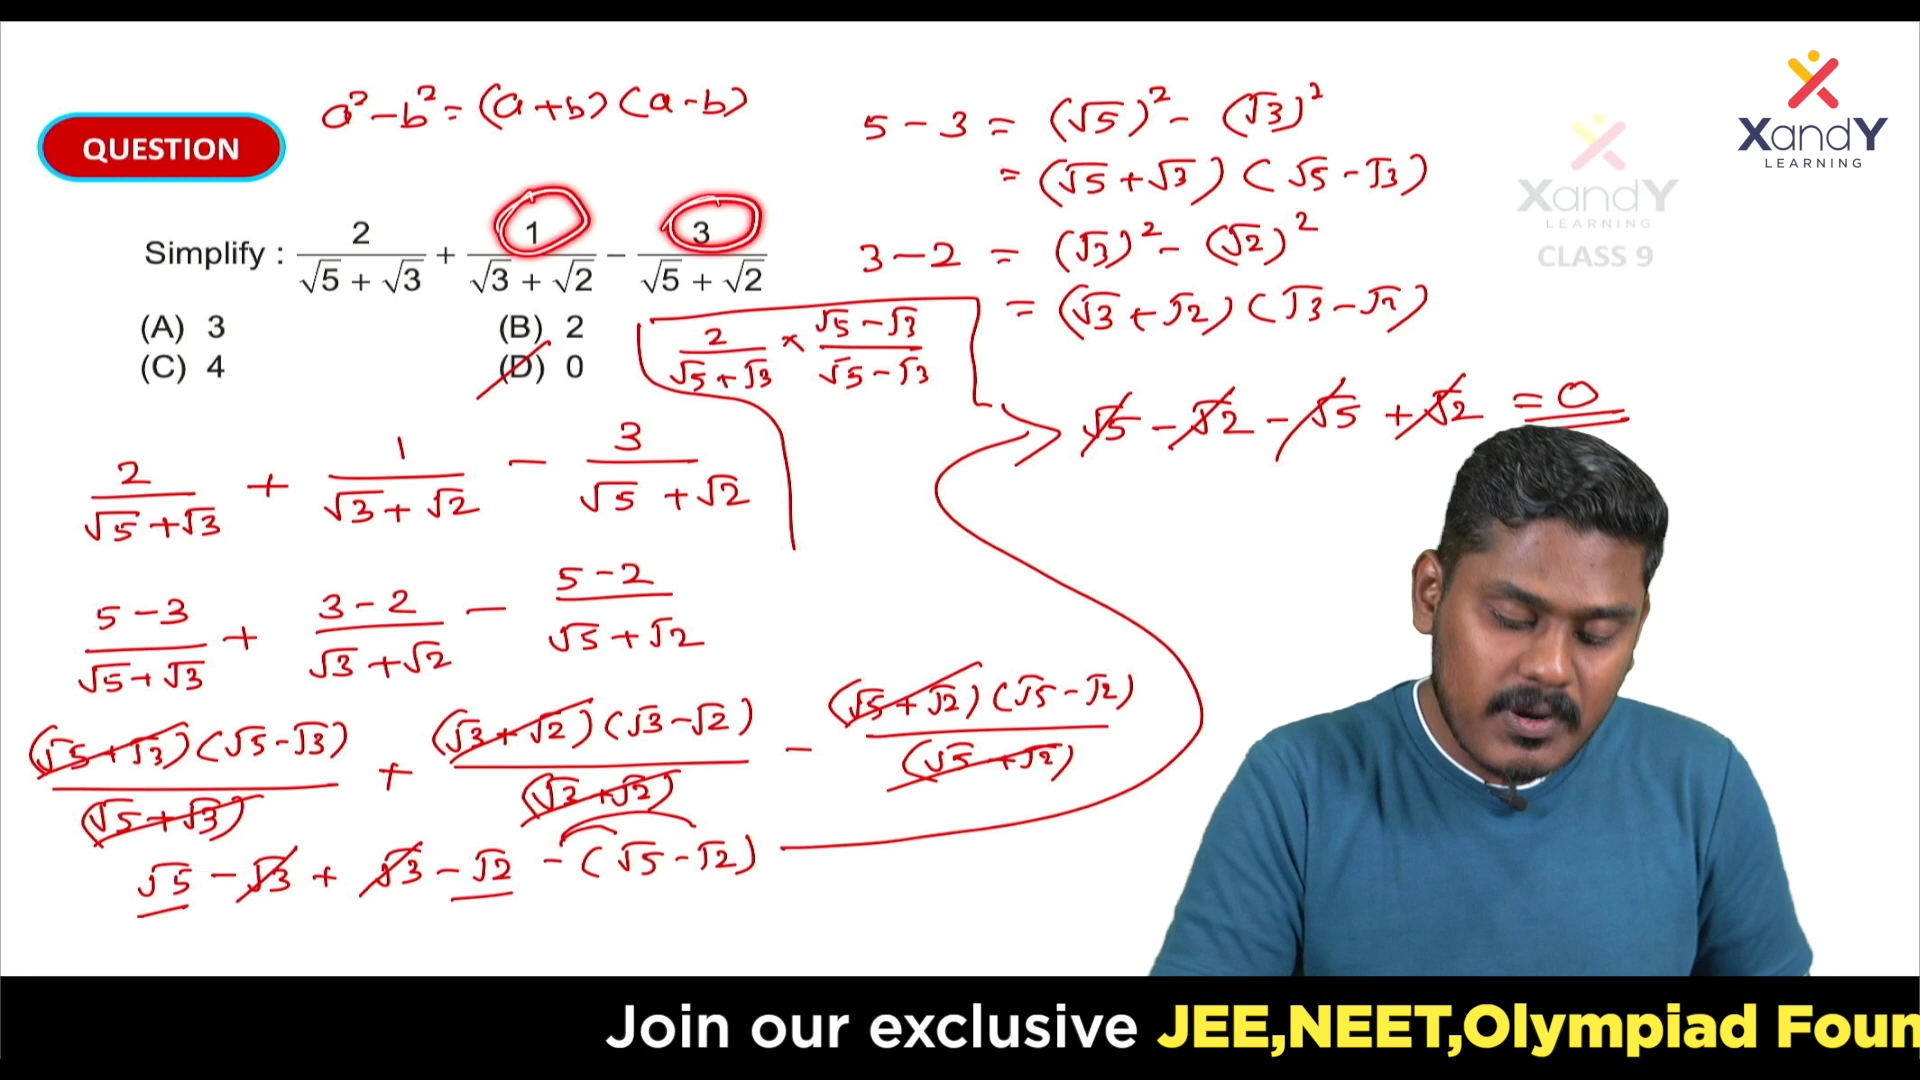 a² - b² = (a + b) (a - b)
QUESTION
Simplify : 2/(√5 + √3) + 1/(√3 + √2) - 3/(√5 + √2)
(A) 3
(B) 2
(C) 4
(D) 0
2/(√5 + √3) × (√5 - √3)/(√5 - √3)
2/(√5 + √3) + 1/(√3 + √2) - 3/(√5 + √2)
(5 - 3)/(√5 + √3) + (3 - 2)/(√3 + √2) - (5 - 2)/(√5 + √2)
(√5 + √3)(√5 - √3)/(√5 + √3) + (√3 + √2)(√3 - √2)/(√3 + √2) - (√5 + √2)(√5 - √2)/(√5 + √2)
√5 - √3 + √3 - √2 - (√5 - √2)
5 - 3 = (√5)² - (√3)²
= (√5 + √3) (√5 - √3)
3 - 2 = (√3)² - (√2)²
= (√3 + √2) (√3 - √2)
√5 - √2 - √5 + √2 = 0
XandY
LEARNING
XandY
LEARNING
CLASS 9
Join our exclusive JEE,NEET,Olympiad Foun